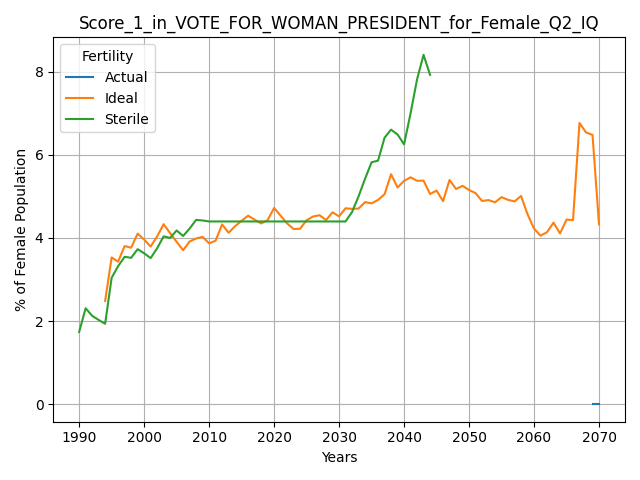 Score_1_in_VOTE_FOR_WOMAN_PRESIDENT_for_Female_Q2_IQ
Fertility
Actual
Ideal
Sterile
% of Female Population
8
6
4
2
0
1990 2000 2010 2020 2030 2040 2050 2060 2070
Years